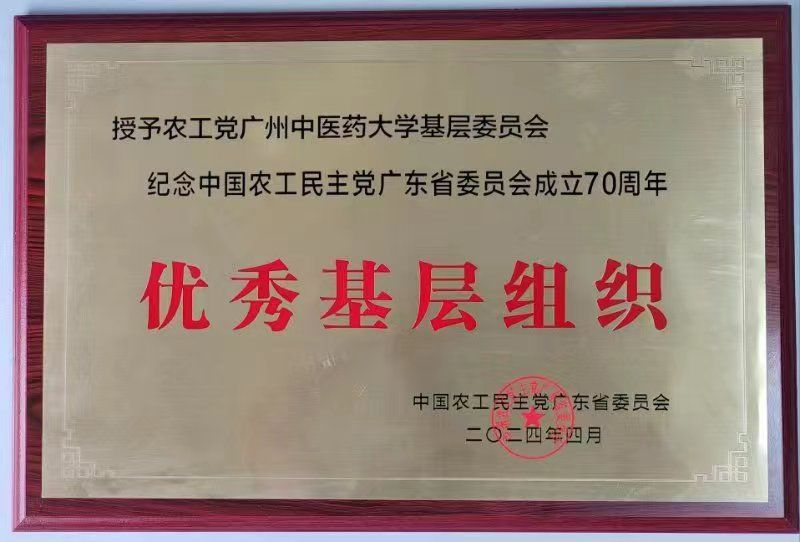 授予农工党广州中医药大学基层委员会
纪念中国农工民主党广东省委员会成立70周年
优秀基层组织
中国农工民主党广东省委员会
二〇二四年四月